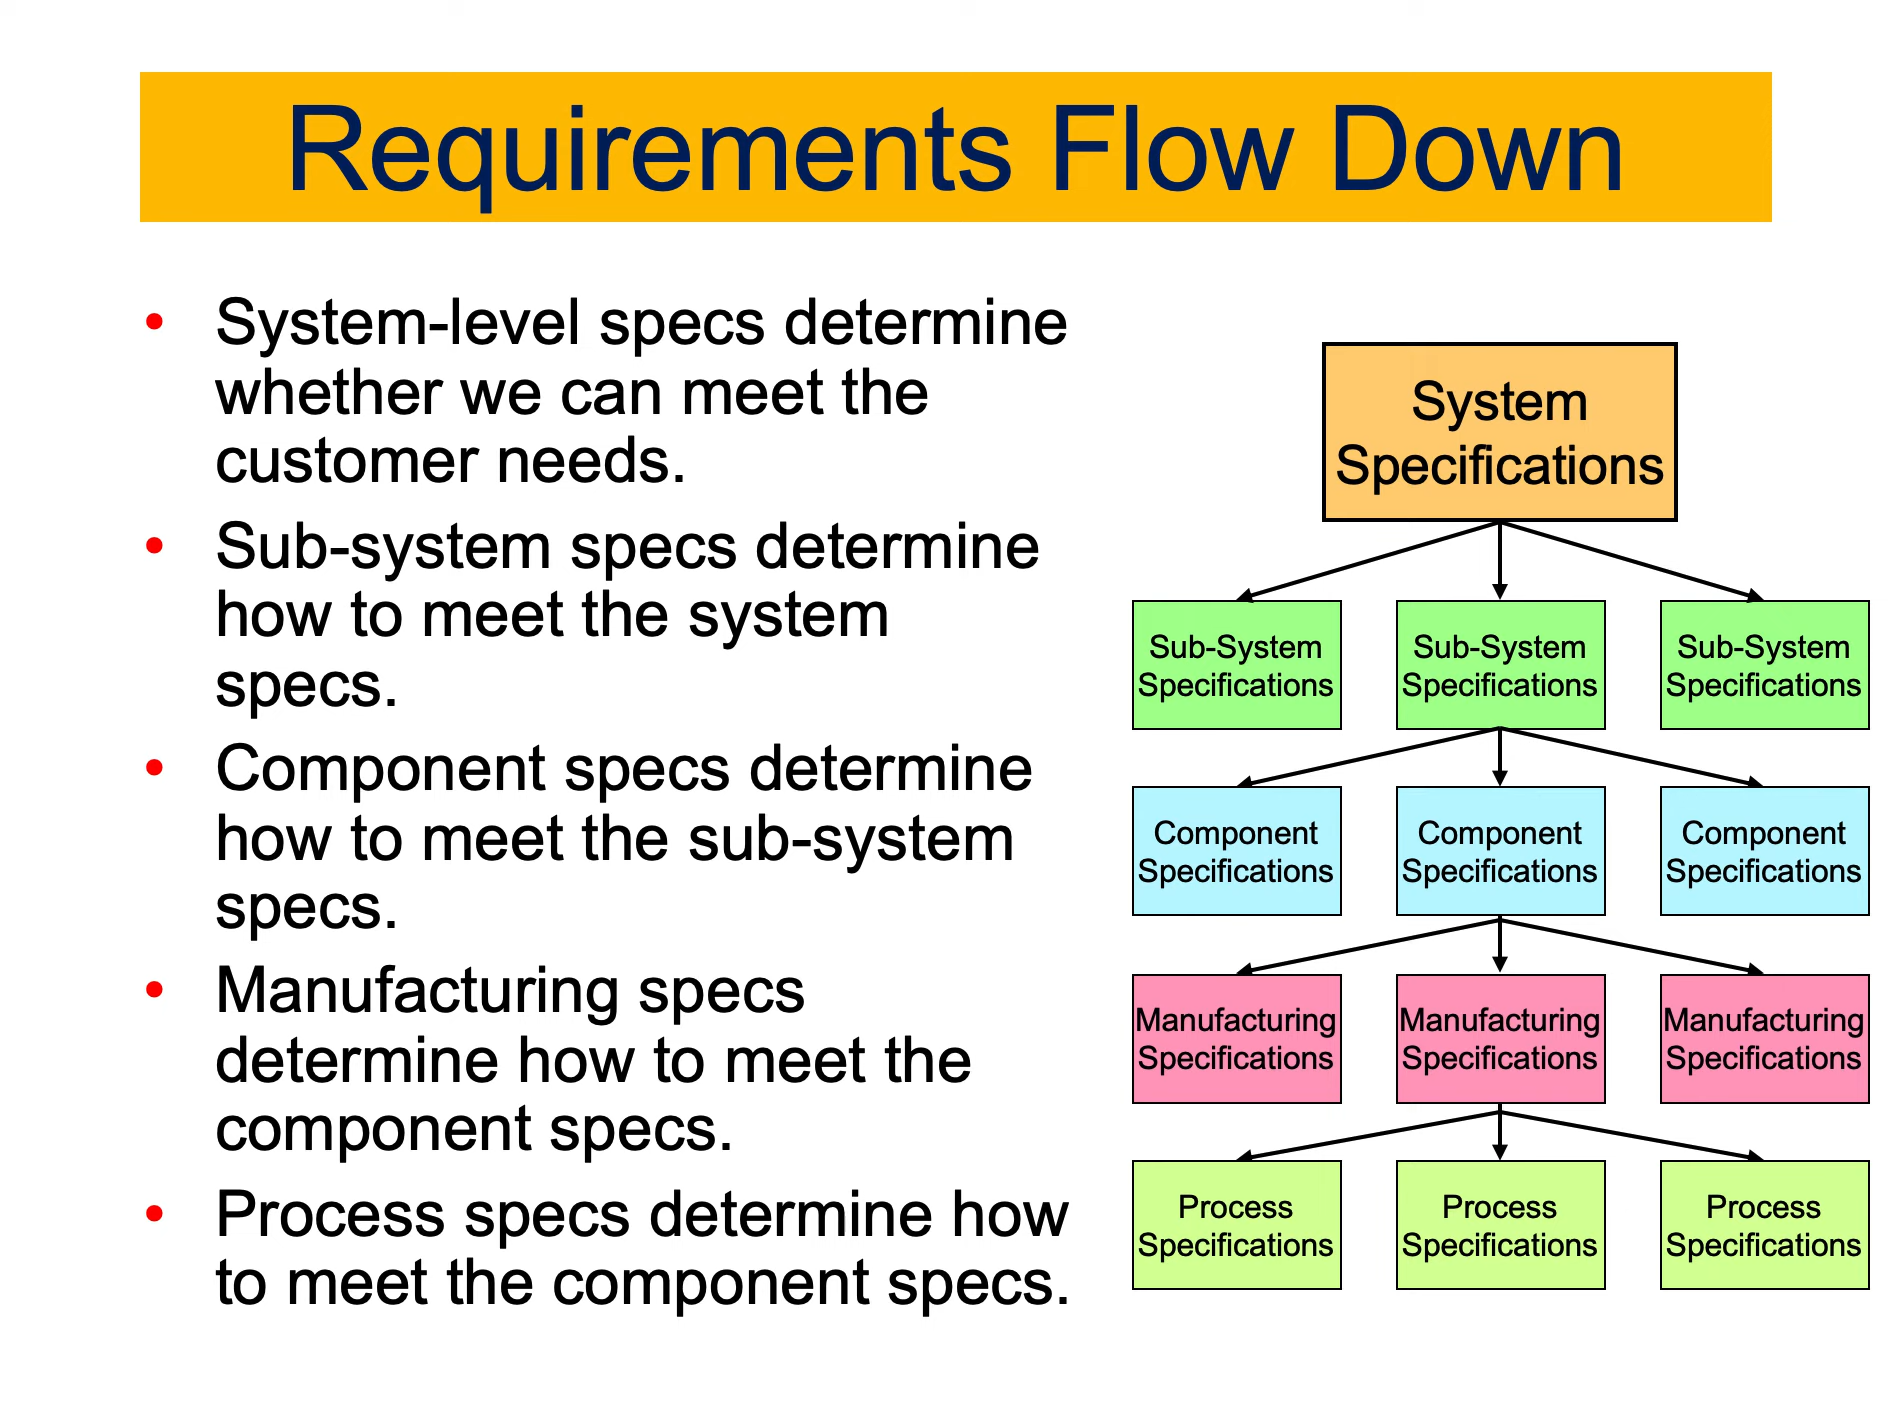 Requirements Flow Down
• System-level specs determine
whether we can meet the
customer needs.
• Sub-system specs determine
how to meet the system
specs.
• Component specs determine
how to meet the sub-system
specs.
• Manufacturing specs
determine how to meet the
component specs.
• Process specs determine how
to meet the component specs.
System
Specifications
Sub-System
Specifications
Sub-System
Specifications
Sub-System
Specifications
Component
Specifications
Component
Specifications
Component
Specifications
Manufacturing
Specifications
Manufacturing
Specifications
Manufacturing
Specifications
Process
Specifications
Process
Specifications
Process
Specifications